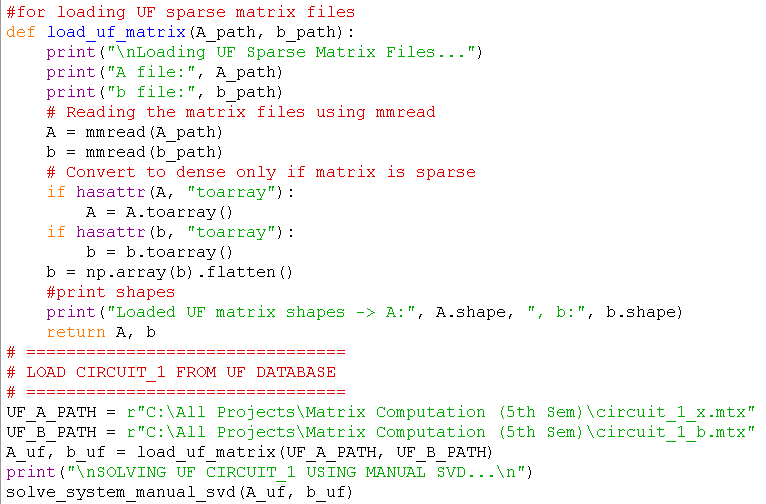 #for loading UF sparse matrix files
def load_uf_matrix(A_path, b_path):
    print("\nLoading UF Sparse Matrix Files...")
    print("A file:", A_path)
    print("b file:", b_path)
    # Reading the matrix files using mmread
    A = mmread(A_path)
    b = mmread(b_path)
    # Convert to dense only if matrix is sparse
    if hasattr(A, "toarray"):
        A = A.toarray()
    if hasattr(b, "toarray"):
        b = b.toarray()
    b = np.array(b).flatten()
    #print shapes
    print("Loaded UF matrix shapes -> A:", A.shape, ", b:", b.shape)
    return A, b
# ================================
# LOAD CIRCUIT_1 FROM UF DATABASE
# ================================
UF_A_PATH = r"C:\All Projects\Matrix Computation (5th Sem)\circuit_1_x.mtx"
UF_B_PATH = r"C:\All Projects\Matrix Computation (5th Sem)\circuit_1_b.mtx"
A_uf, b_uf = load_uf_matrix(UF_A_PATH, UF_B_PATH)
print("\nSOLVING UF CIRCUIT_1 USING MANUAL SVD...\n")
solve_system_manual_svd(A_uf, b_uf)